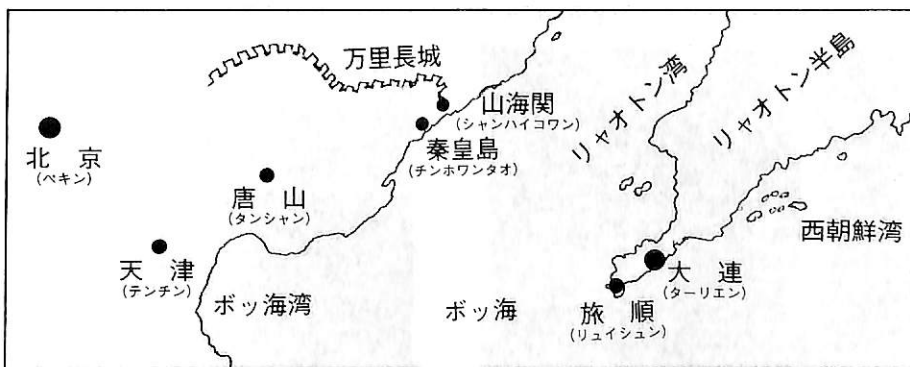 万里長城
山海関
(シャンハイコワン)
秦皇島
(チンホワンタオ)
北京
(ペキン)
唐山
(タンシャン)
天津
(テンチン)
ボッ海湾
ボッ海
リャオトン湾
リャオトン半島
西朝鮮湾
大連
(ターリエン)
旅順
(リュイシュン)